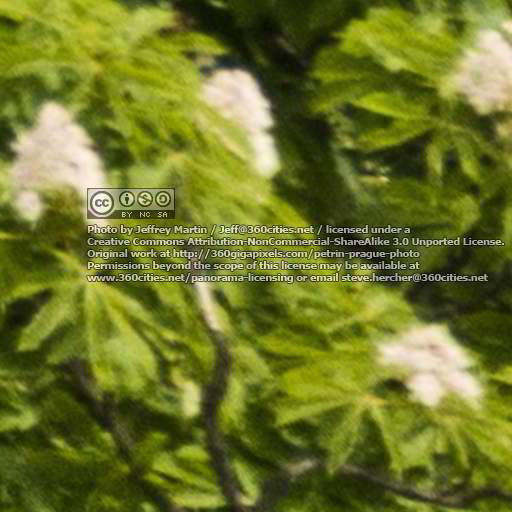 cc BY NC SA
Photo by Jeffrey Martin / Jeff@360cities.net / licensed under a
Creative Commons Attribution-NonCommercial-ShareAlike 3.0 Unported License.
Original work at http://360gigapixels.com/petrin-prague-photo
Permissions beyond the scope of this license may be available at
www.360cities.net/panorama-licensing or email steve.hercher@360cities.net